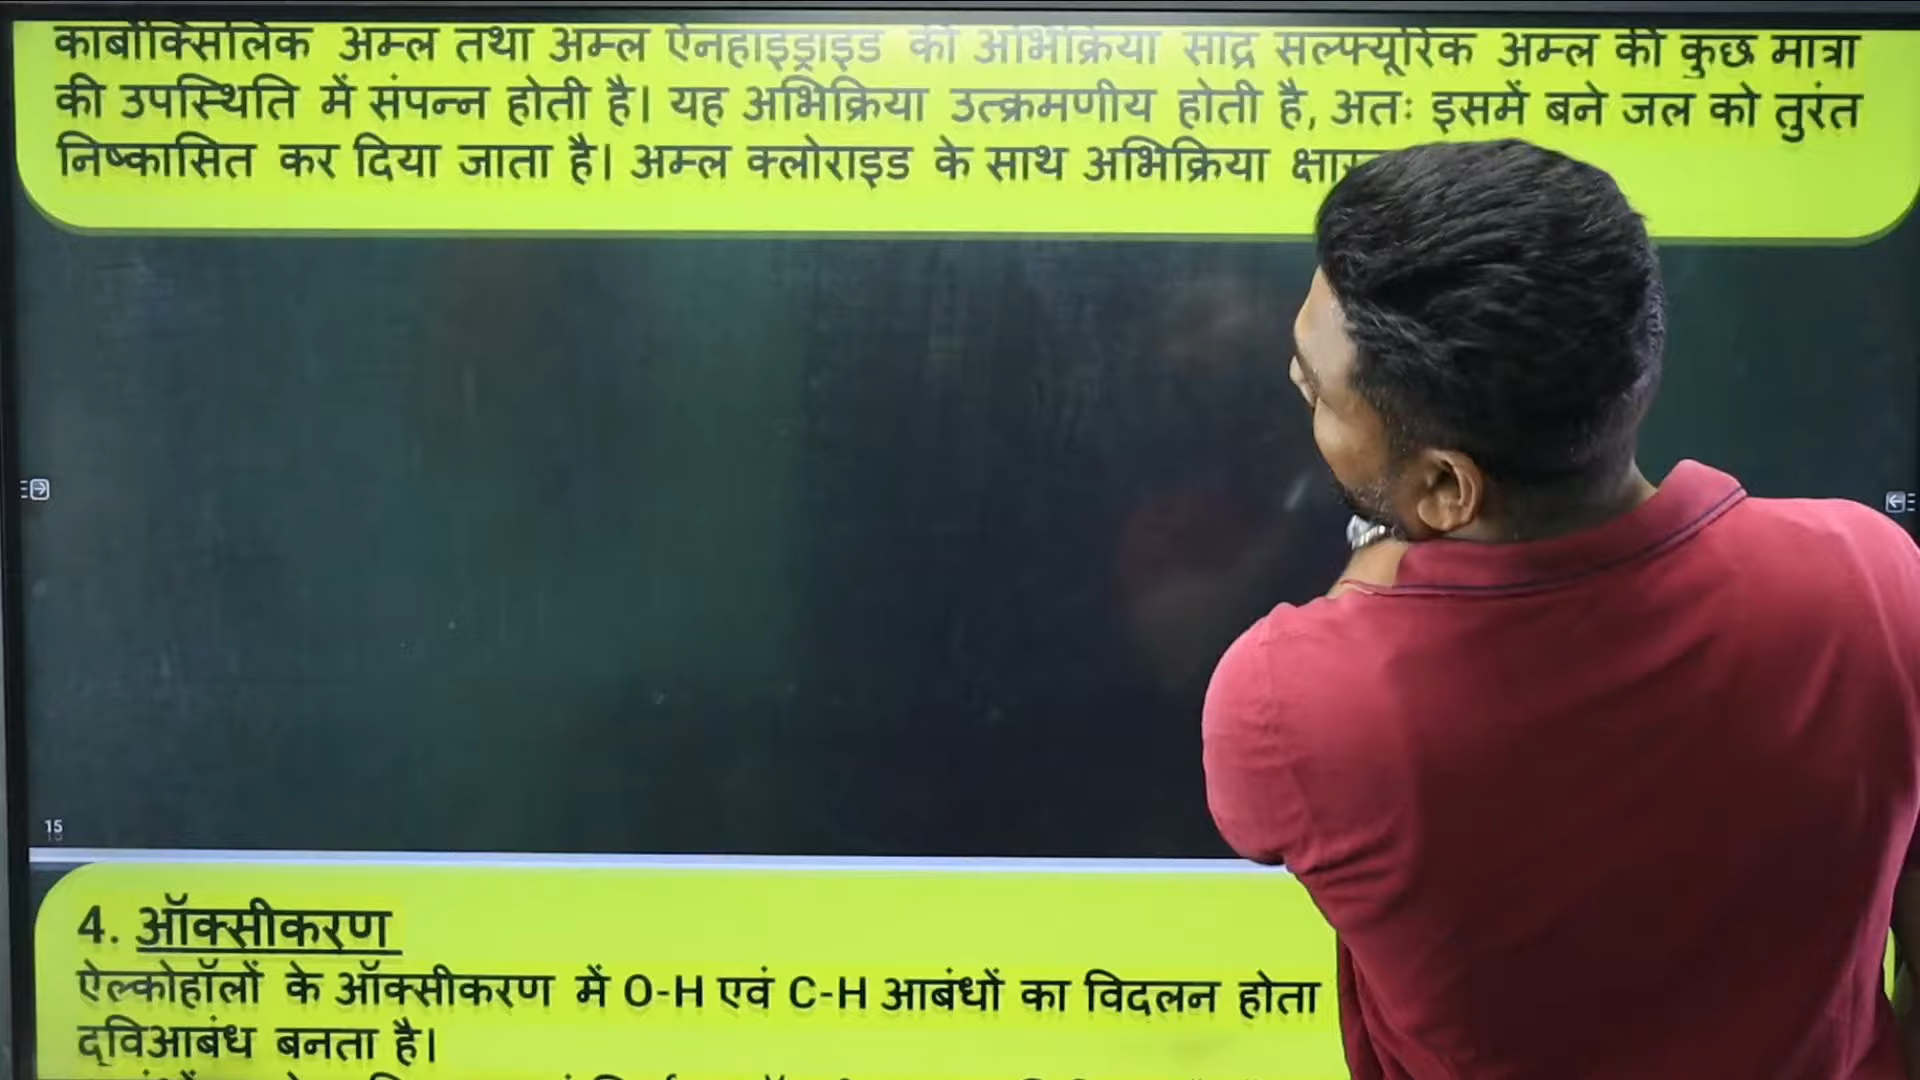 कार्बोक्सिलिक अम्ल तथा अम्ल ऐनहाइड्राइड की अभिक्रिया सांद्र सल्फ्यूरिक अम्ल की कुछ मात्रा
की उपस्थिति में संपन्न होती है। यह अभिक्रिया उत्क्रमणीय होती है, अतः इसमें बने जल को तुरंत
निष्कासित कर दिया जाता है। अम्ल क्लोराइड के साथ अभिक्रिया
15
4. ऑक्सीकरण
ऐल्कोहॉलों के ऑक्सीकरण में O-H एवं C-H आबंधों का विदलन होता
द्विआबंध बनता है।